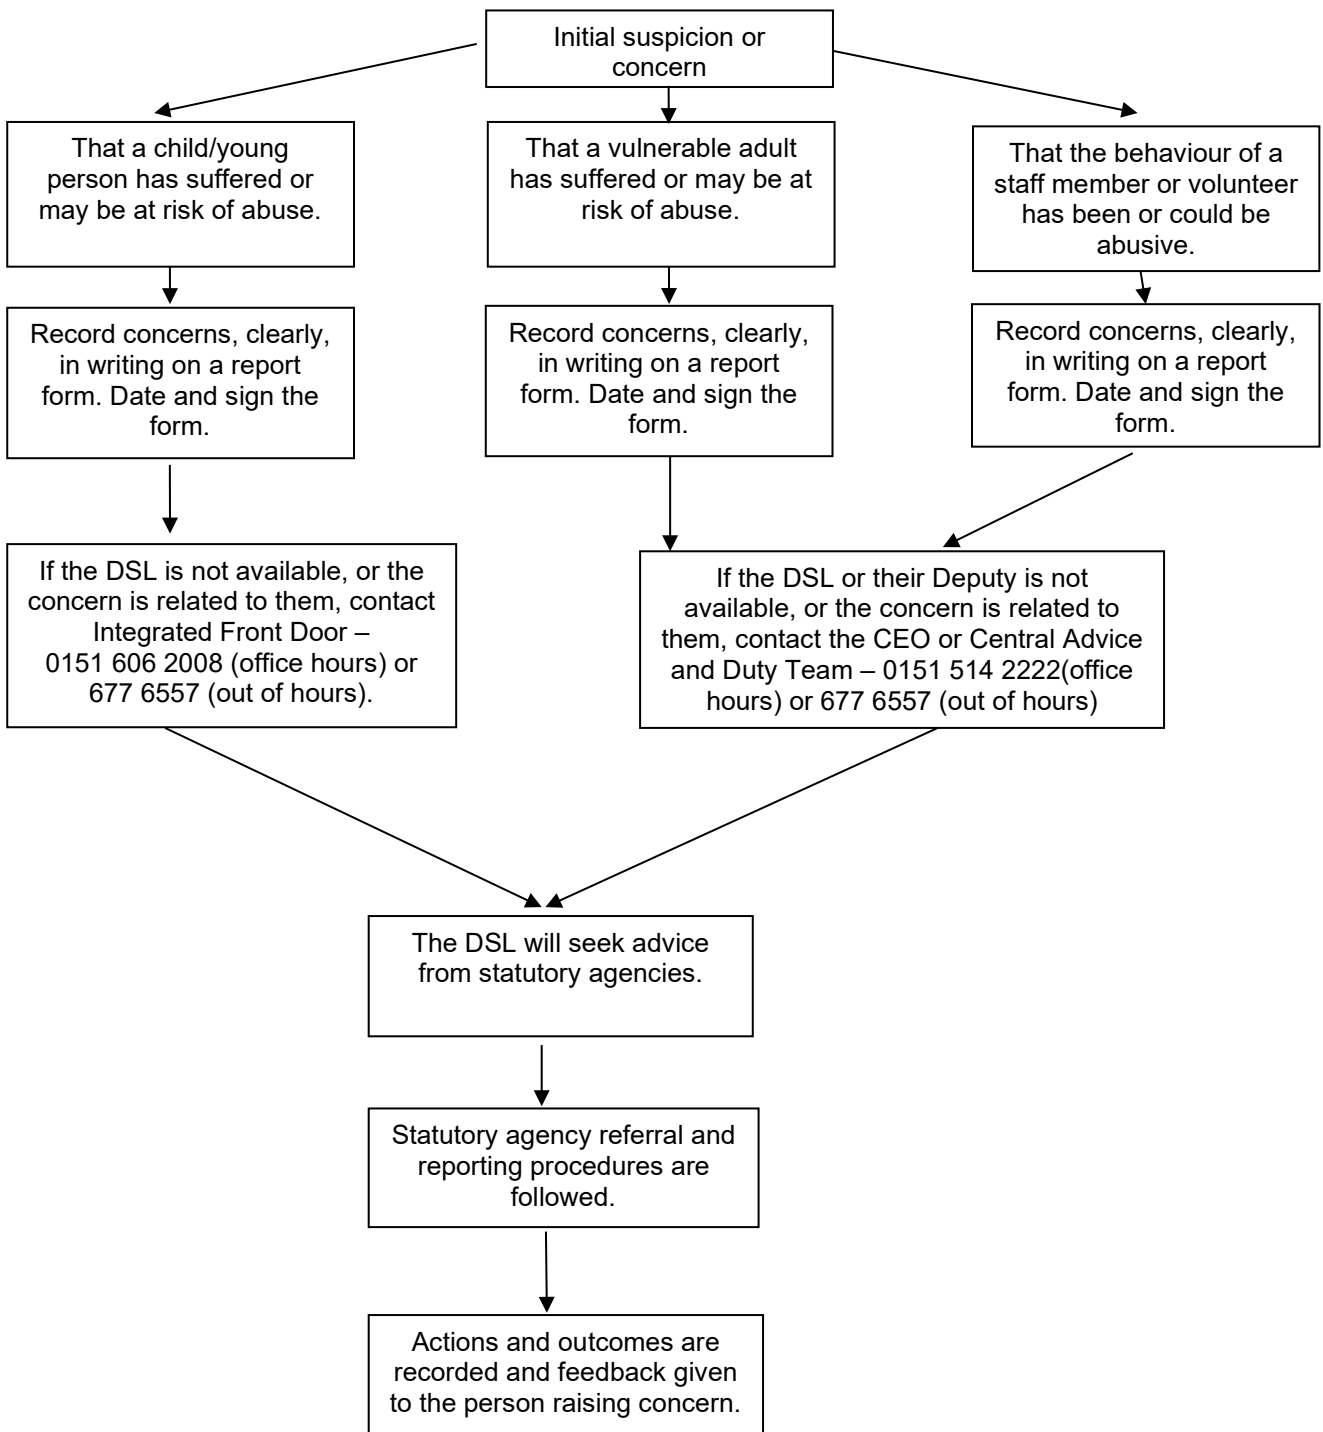 Initial suspicion or
concern
That a child/young
person has suffered or
may be at risk of abuse.
That a vulnerable adult
has suffered or may be at
risk of abuse.
That the behaviour of a
staff member or volunteer
has been or could be
abusive.
Record concerns, clearly,
in writing on a report
form. Date and sign the
form.
Record concerns, clearly,
in writing on a report
form. Date and sign the
form.
Record concerns, clearly,
in writing on a report
form. Date and sign the
form.
If the DSL is not available, or the
concern is related to them, contact
Integrated Front Door –
0151 606 2008 (office hours) or
677 6557 (out of hours).
If the DSL or their Deputy is not
available, or the concern is related to
them, contact the CEO or Central Advice
and Duty Team – 0151 514 2222(office
hours) or 677 6557 (out of hours)
The DSL will seek advice
from statutory agencies.
Statutory agency referral and
reporting procedures are
followed.
Actions and outcomes are
recorded and feedback given
to the person raising concern.